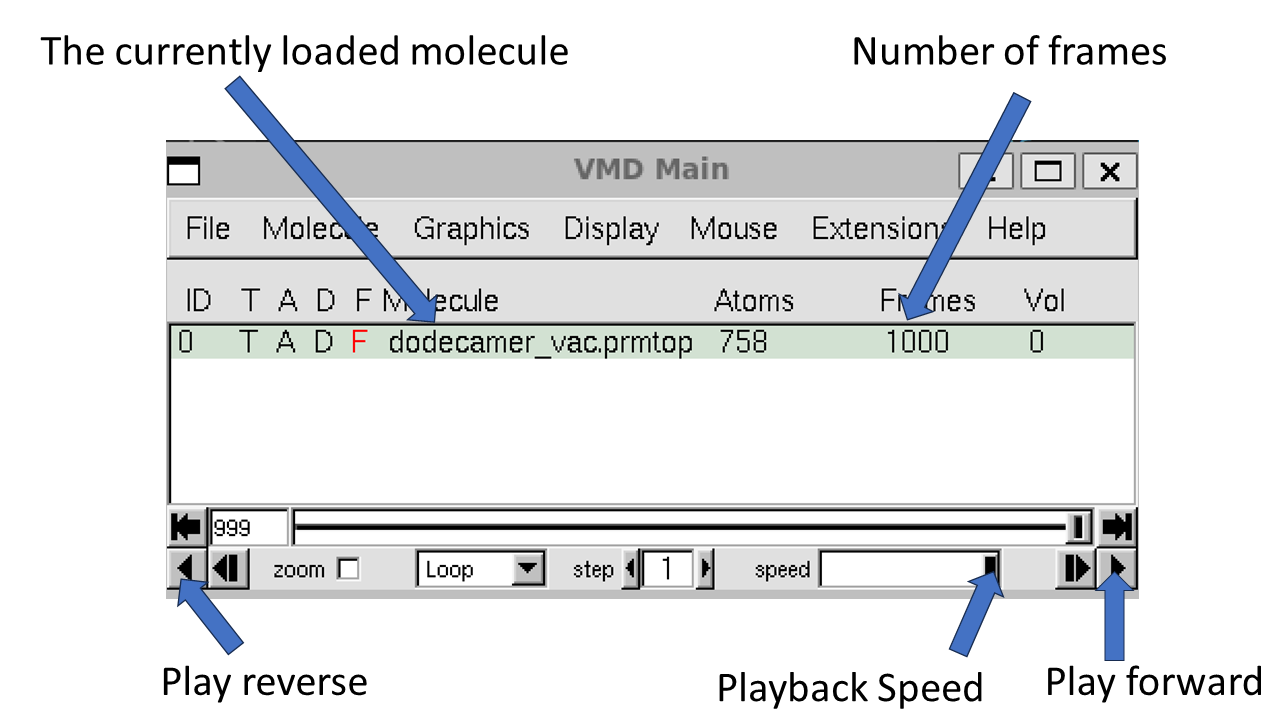 The currently loaded molecule Number of frames
VMD Main
File Molecule Graphics Display Mouse Extensions Help
ID T A D F Molecule Atoms Frames Vol
0 T A D F dodecamer_vac.prmtop 758 1000 0
999
zoom Loop step 1 speed
Play reverse Playback Speed Play forward